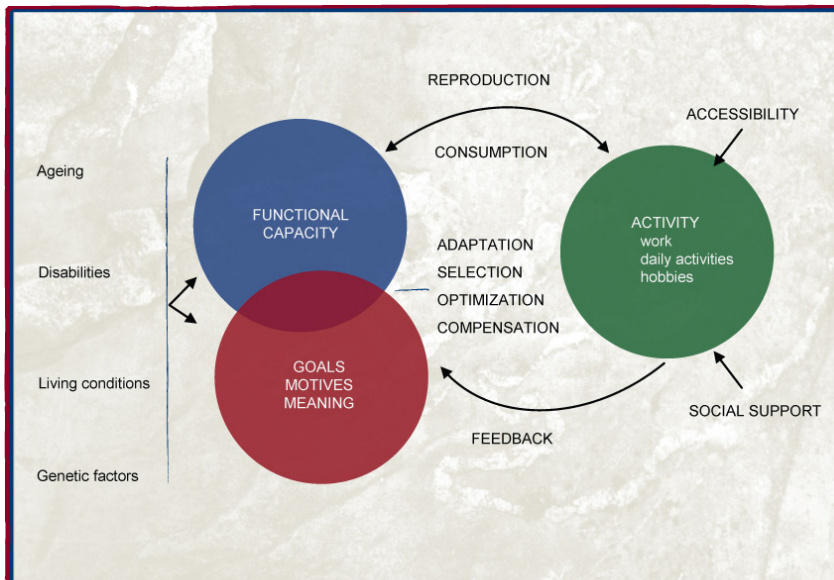 REPRODUCTION
ACCESSIBILITY
CONSUMPTION
Ageing
FUNCTIONAL
CAPACITY
ACTIVITY
work
daily activities
hobbies
ADAPTATION
SELECTION
OPTIMIZATION
COMPENSATION
Disabilities
GOALS
MOTIVES
MEANING
Living conditions
SOCIAL SUPPORT
FEEDBACK
Genetic factors